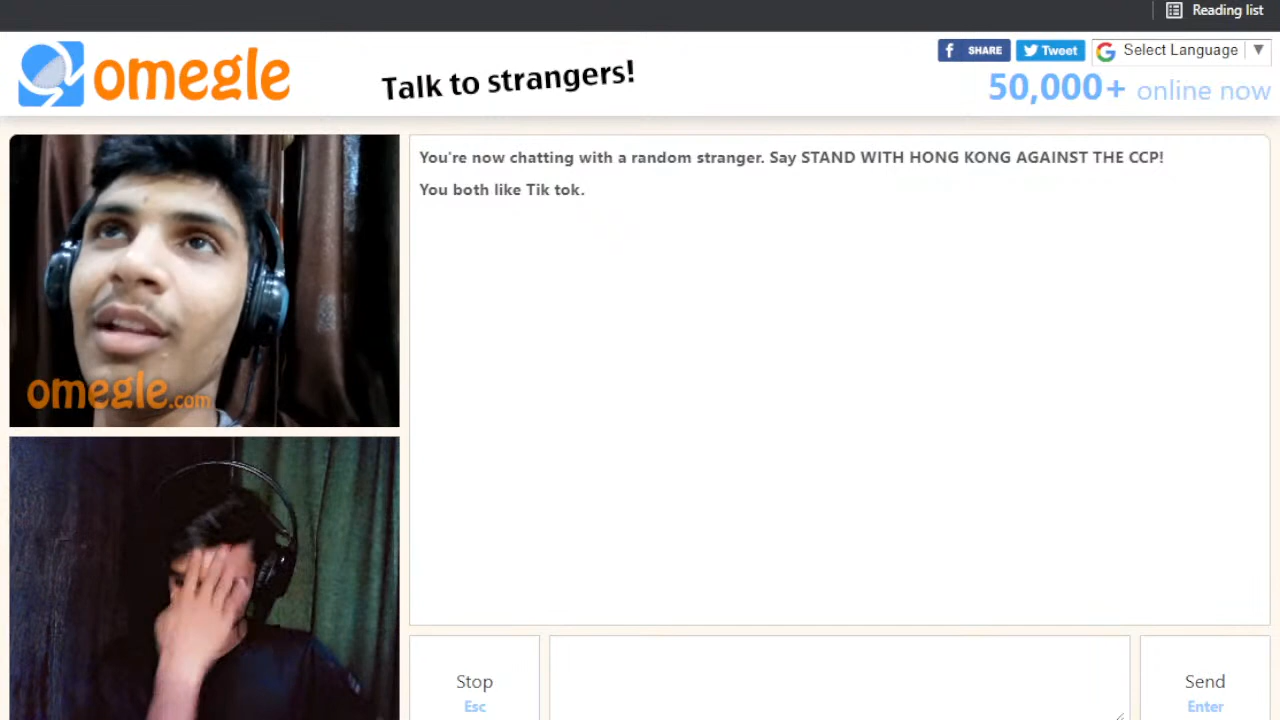 Reading list
omegle
Talk to strangers!
SHARE
Tweet
Select Language
50,000+ online now
You're now chatting with a random stranger. Say STAND WITH HONG KONG AGAINST THE CCP!
You both like Tik tok.
omegle.com
Stop
Esc
Send
Enter